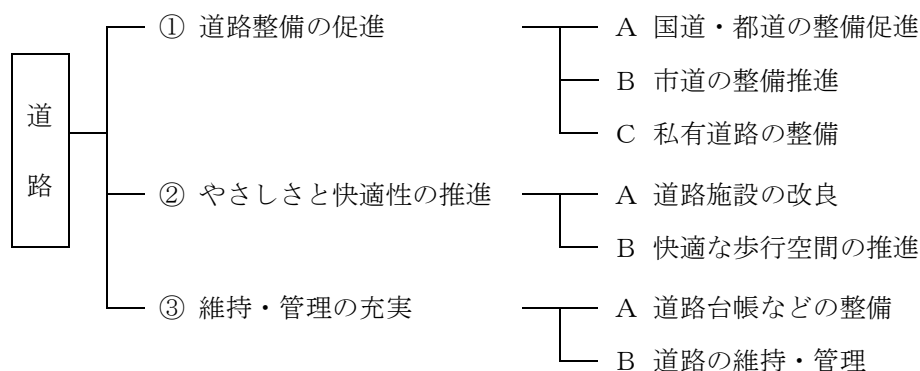 道路
① 道路整備の促進
A 国道・都道の整備促進
B 市道の整備推進
C 私有道路の整備
② やさしさと快適性の推進
A 道路施設の改良
B 快適な歩行空間の推進
③ 維持・管理の充実
A 道路台帳などの整備
B 道路の維持・管理